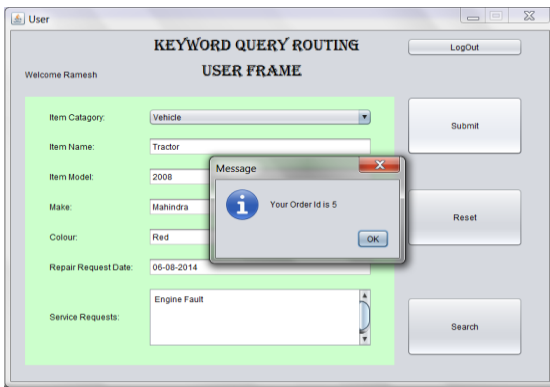 User
KEYWORD QUERY ROUTING
USER FRAME
LogOut
Welcome Ramesh
Item Catagory:
Vehicle
Submit
Item Name:
Tractor
Message
Item Model:
2008
Your Order Id is 5
Make:
Mahindra
Reset
Colour:
Red
OK
Repair Request Date:
06-08-2014
Engine Fault
Service Requests:
Search